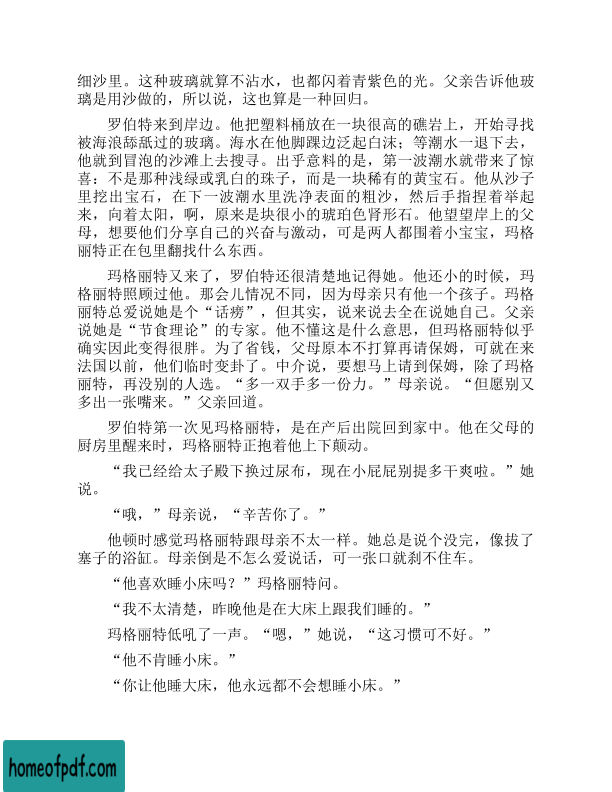 细沙里。这种玻璃就算不沾水，也都闪着青紫色的光。父亲告诉他玻
璃是用沙做的，所以说，这也算是一种回归。
罗伯特来到岸边。他把塑料桶放在一块很高的礁岩上，开始寻找
被海浪舔舐过的玻璃。海水在他脚踝边泛起白沫；等潮水一退下去，
他就到冒泡的沙滩上去搜寻。出乎意料的是，第一波潮水就带来了惊
喜：不是那种浅绿或乳白的珠子，而是一块稀有的黄宝石。他从沙子
里挖出宝石，在下一波潮水里洗净表面的粗沙，然后手指捏着举起
来，向着太阳，啊，原来是块很小的琥珀色肾形石。他望望岸上的父
母，想要他们分享自己的兴奋与激动，可是两人都围着小宝宝，玛格
丽特正在包里翻找什么东西。
玛格丽特又来了，罗伯特还很清楚地记得她。他还小的时候，玛
格丽特照顾过他。那会儿情况不同，因为母亲只有他一个孩子。玛格
丽特总爱说她是个“话痨”，但其实，说来说去全在说她自己。父亲
说她是“节食理论”的专家。他不懂这是什么意思，但玛格丽特似乎
确实因此变得很胖。为了省钱，父母原本不打算再请保姆，可就在来
法国以前，他们临时变卦了。中介说，要想马上请到保姆，除了玛格
丽特，再没别的人选。“多一双手多一份力。”母亲说。“但愿别又
多出一张嘴来。”父亲回道。
罗伯特第一次见玛格丽特，是在产后出院回到家中。他在父母的
厨房里醒来时，玛格丽特正抱着他上下颠动。
“我已经给太子殿下换过尿布，现在小屁屁别提多干爽啦。”她
说。
“哦，”母亲说，“辛苦你了。”
他顿时感觉玛格丽特跟母亲不太一样。她总是说个没完，像拔了
塞子的浴缸。母亲倒是不怎么爱说话，可一张口就刹不住车。
“他喜欢睡小床吗？”玛格丽特问。
“我不太清楚，昨晚他是在大床上跟我们睡的。”
玛格丽特低吼了一声。“嗯，”她说，“这习惯可不好。”
“他不肯睡小床。”
“你让他睡大床，他永远都不会想睡小床。”
homeofpdf.com